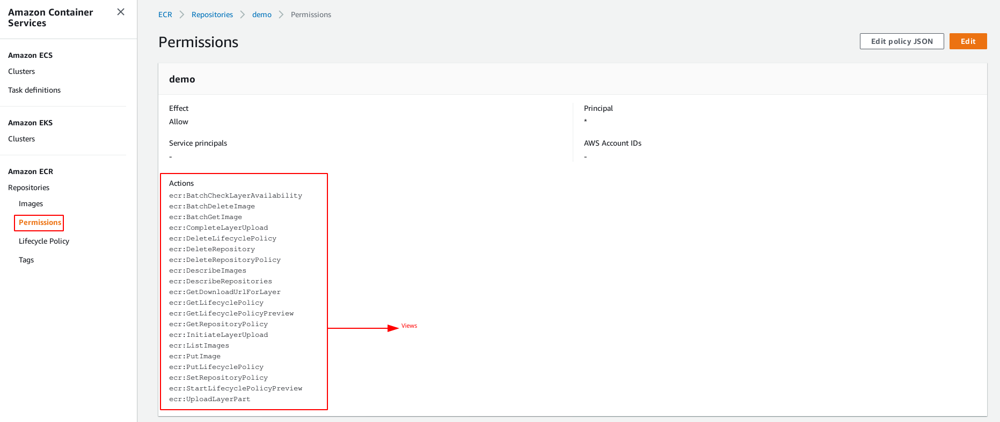 Amazon Container
Services
Amazon ECS
Clusters
Task definitions
Amazon EKS
Clusters
Amazon ECR
Repositories
Images
Permissions
Lifecycle Policy
Tags
ECR Repositories demo Permissions
Permissions
Edit policy JSON
Edit
demo
Effect
Allow
Principal
*
Service principals
-
AWS Account IDs
-
Actions
ecr:BatchCheckLayerAvailability
ecr:BatchDeleteImage
ecr:BatchGetImage
ecr:CompleteLayerUpload
ecr:DeleteLifecyclePolicy
ecr:DeleteRepository
ecr:DeleteRepositoryPolicy
ecr:DescribeImages
ecr:DescribeRepositories
ecr:GetDownloadUrlForLayer
ecr:GetLifecyclePolicy
ecr:GetLifecyclePolicyPreview
ecr:GetRepositoryPolicy
ecr:InitiateLayerUpload
ecr:ListImages
ecr:PutImage
ecr:PutLifecyclePolicy
ecr:SetRepositoryPolicy
ecr:StartLifecyclePolicyPreview
ecr:UploadLayerPart
Views